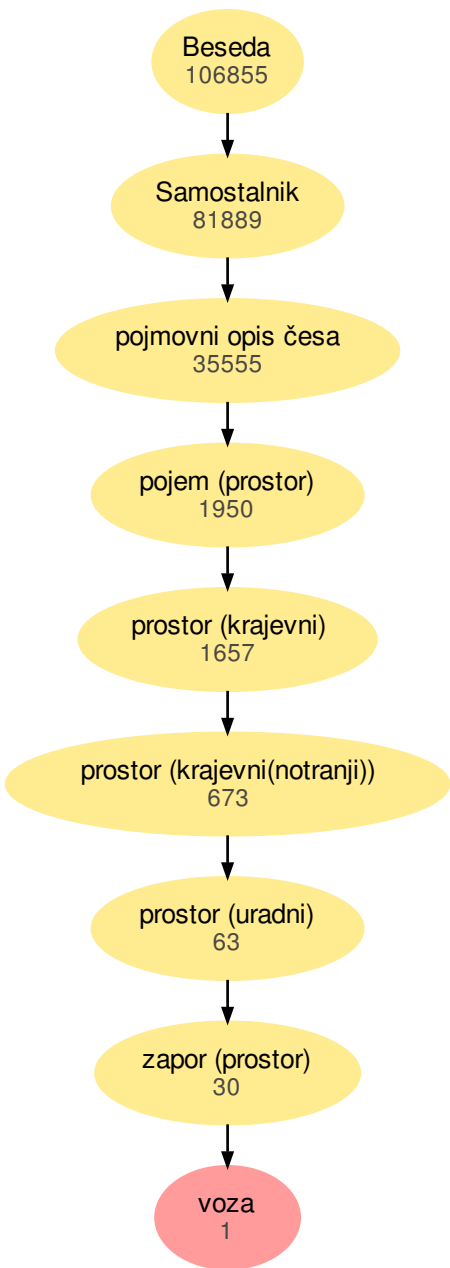 Beseda
106855
Samostalnik
81889
pojmovni opis česa
35555
pojem (prostor)
1950
prostor (krajevni)
1657
prostor (krajevni(notranji))
673
prostor (uradni)
63
zapor (prostor)
30
voza
1